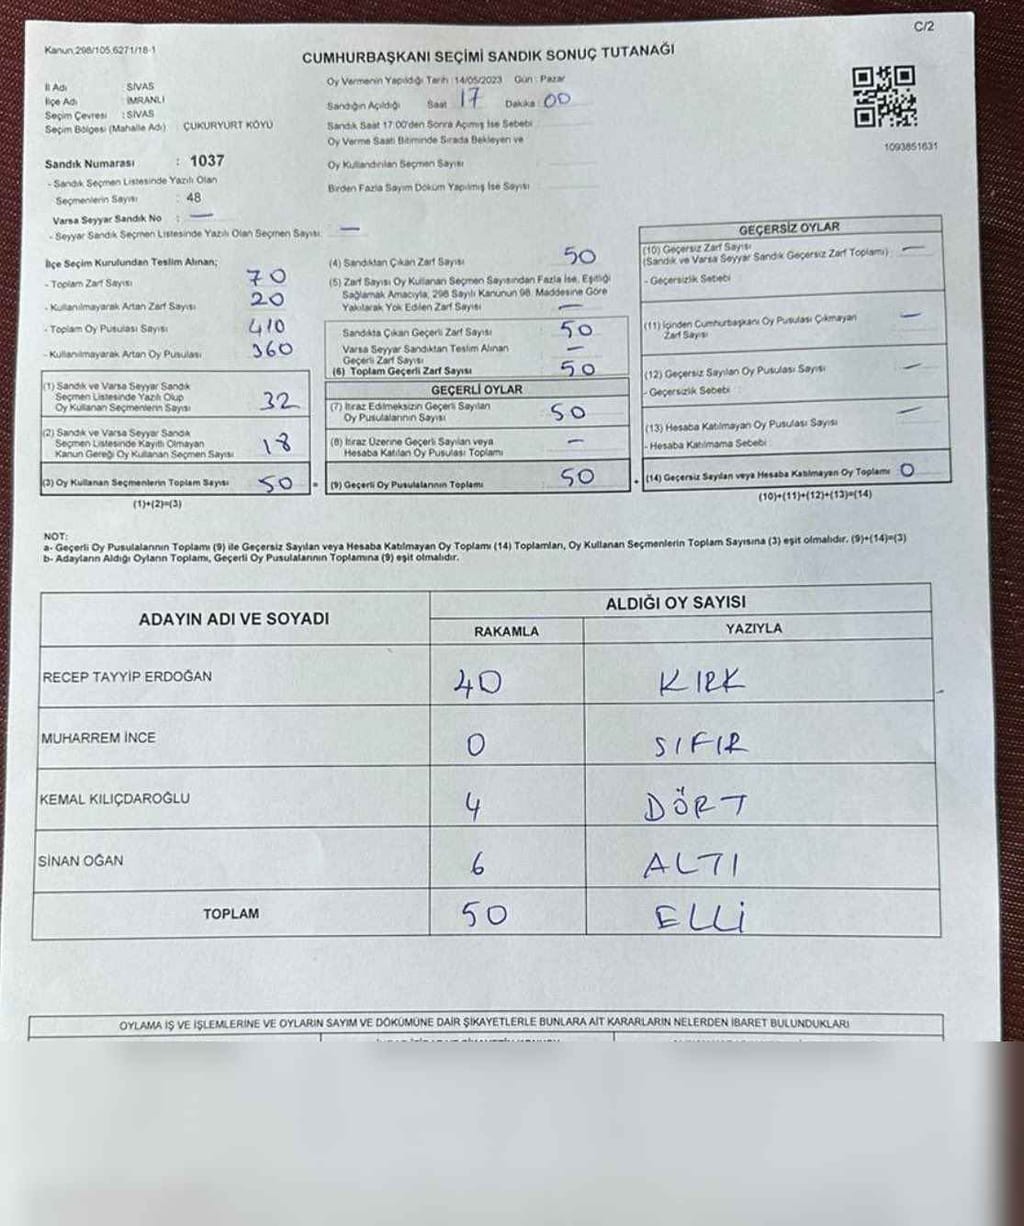 C/2
Kanun,298/105,6271/18-1
CUMHURBAŞKANI SEÇİMİ SANDIK SONUÇ TUTANAĞI
İl Adı : SİVAS
İlçe Adı : İMRANLI
Seçim Çevresi : SİVAS
Seçim Bölgesi (Mahalle Adı) : ÇUKURYURT KÖYÜ
Sandık Numarası : 1037
- Sandık Seçmen Listesinde Yazılı Olan
Seçmenlerin Sayısı : 48
Varsa Seyyar Sandık No : —
- Seyyar Sandık Seçmen Listesinde Yazılı Olan Seçmen Sayısı: —
Oy Vermenin Yapıldığı Tarih : 14/05/2023 Gün : Pazar
Sandığın Açıldığı Saat : 17 Dakika : 00
Sandık Saat 17:00'den Sonra Açımış İse Sebebi
Oy Verme Saati Bitiminde Sırada Bekleyen ve
Oy Kullandırılan Seçmen Sayısı
Birden Fazla Sayım Döküm Yapılmış İse Sayısı
1093851631
İlçe Seçim Kurulundan Teslim Alınan;
- Toplam Zarf Sayısı 70
- Kullanılmayarak Artan Zarf Sayısı 20
- Toplam Oy Pusulası Sayısı 410
- Kullanılmayarak Artan Oy Pusulası 360
(1) Sandık ve Varsa Seyyar Sandık
Seçmen Listesinde Yazılı Olup
Oy Kullanan Seçmenlerin Sayısı 32
(2) Sandık ve Varsa Seyyar Sandık
Seçmen Listesinde Kayıtlı Olmayan
Kanun Gereği Oy Kullanan Seçmen Sayısı 18
(3) Oy Kullanan Seçmenlerin Toplam Sayısı 50 =
(1)+(2)=(3)
(4) Sandıktan Çıkan Zarf Sayısı 50
(5) Zarf Sayısı Oy Kullanan Seçmen Sayısından Fazla İse, Eşitliği
Sağlamak Amacıyla, 298 Sayılı Kanunun 98. Maddesine Göre
Yakılarak Yok Edilen Zarf Sayısı —
Sandıkta Çıkan Geçerli Zarf Sayısı 50
Varsa Seyyar Sandıktan Teslim Alınan
Geçerli Zarf Sayısı —
(6) Toplam Geçerli Zarf Sayısı 50
GEÇERLİ OYLAR
(7) İtiraz Edilmeksizin Geçerli Sayılan
Oy Pusulalarının Sayısı 50
(8) İtiraz Üzerine Geçerli Sayılan veya
Hesaba Katılan Oy Pusulası Toplamı —
(9) Geçerli Oy Pusulalarının Toplamı 50 +
GEÇERSİZ OYLAR
(10) Geçersiz Zarf Sayısı
(Sandık ve Varsa Seyyar Sandık Geçersiz Zarf Toplamı) : —
- Geçersizlik Sebebi
(11) İçinden Cumhurbaşkanı Oy Pusulası Çıkmayan
Zarf Sayısı —
(12) Geçersiz Sayılan Oy Pusulası Sayısı —
- Geçersizlik Sebebi :
(13) Hesaba Katılmayan Oy Pusulası Sayısı —
- Hesaba Katılmama Sebebi :
(14) Geçersiz Sayılan veya Hesaba Katılmayan Oy Toplamı 0
(10)+(11)+(12)+(13)=(14)
NOT:
a- Geçerli Oy Pusulalarının Toplamı (9) ile Geçersiz Sayılan veya Hesaba Katılmayan Oy Toplamı (14) Toplamları, Oy Kullanan Seçmenlerin Toplam Sayısına (3) eşit olmalıdır. (9)+(14)=(3)
b- Adayların Aldığı Oyların Toplamı, Geçerli Oy Pusulalarının Toplamına (9) eşit olmalıdır.
ADAYIN ADI VE SOYADI
ALDIĞI OY SAYISI
RAKAMLA YAZIYLA
RECEP TAYYİP ERDOĞAN 40 KIRK
MUHARREM İNCE 0 SIFIR
KEMAL KILIÇDAROĞLU 4 DÖRT
SİNAN OĞAN 6 ALTI
TOPLAM 50 ELLİ
OYLAMA İŞ VE İŞLEMLERİNE VE OYLARIN SAYIM VE DÖKÜMÜNE DAİR ŞİKAYETLERLE BUNLARA AİT KARARLARIN NELERDEN İBARET BULUNDUKLARI